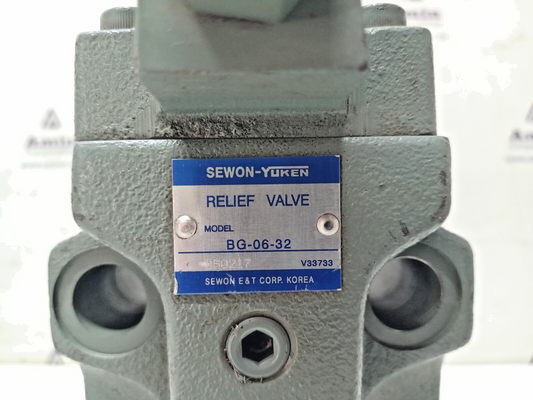 SEWON-YUKEN
RELIEF VALVE
MODEL
BG-06-32
V33733
SEWON E&T CORP. KOREA